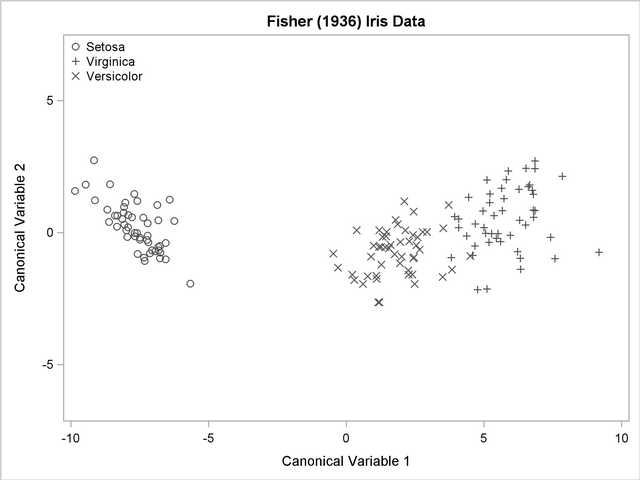 Fisher (1936) Iris Data
Setosa
Virginica
Versicolor
Canonical Variable 2
5
0
-5
-10
-5
0
5
10
Canonical Variable 1